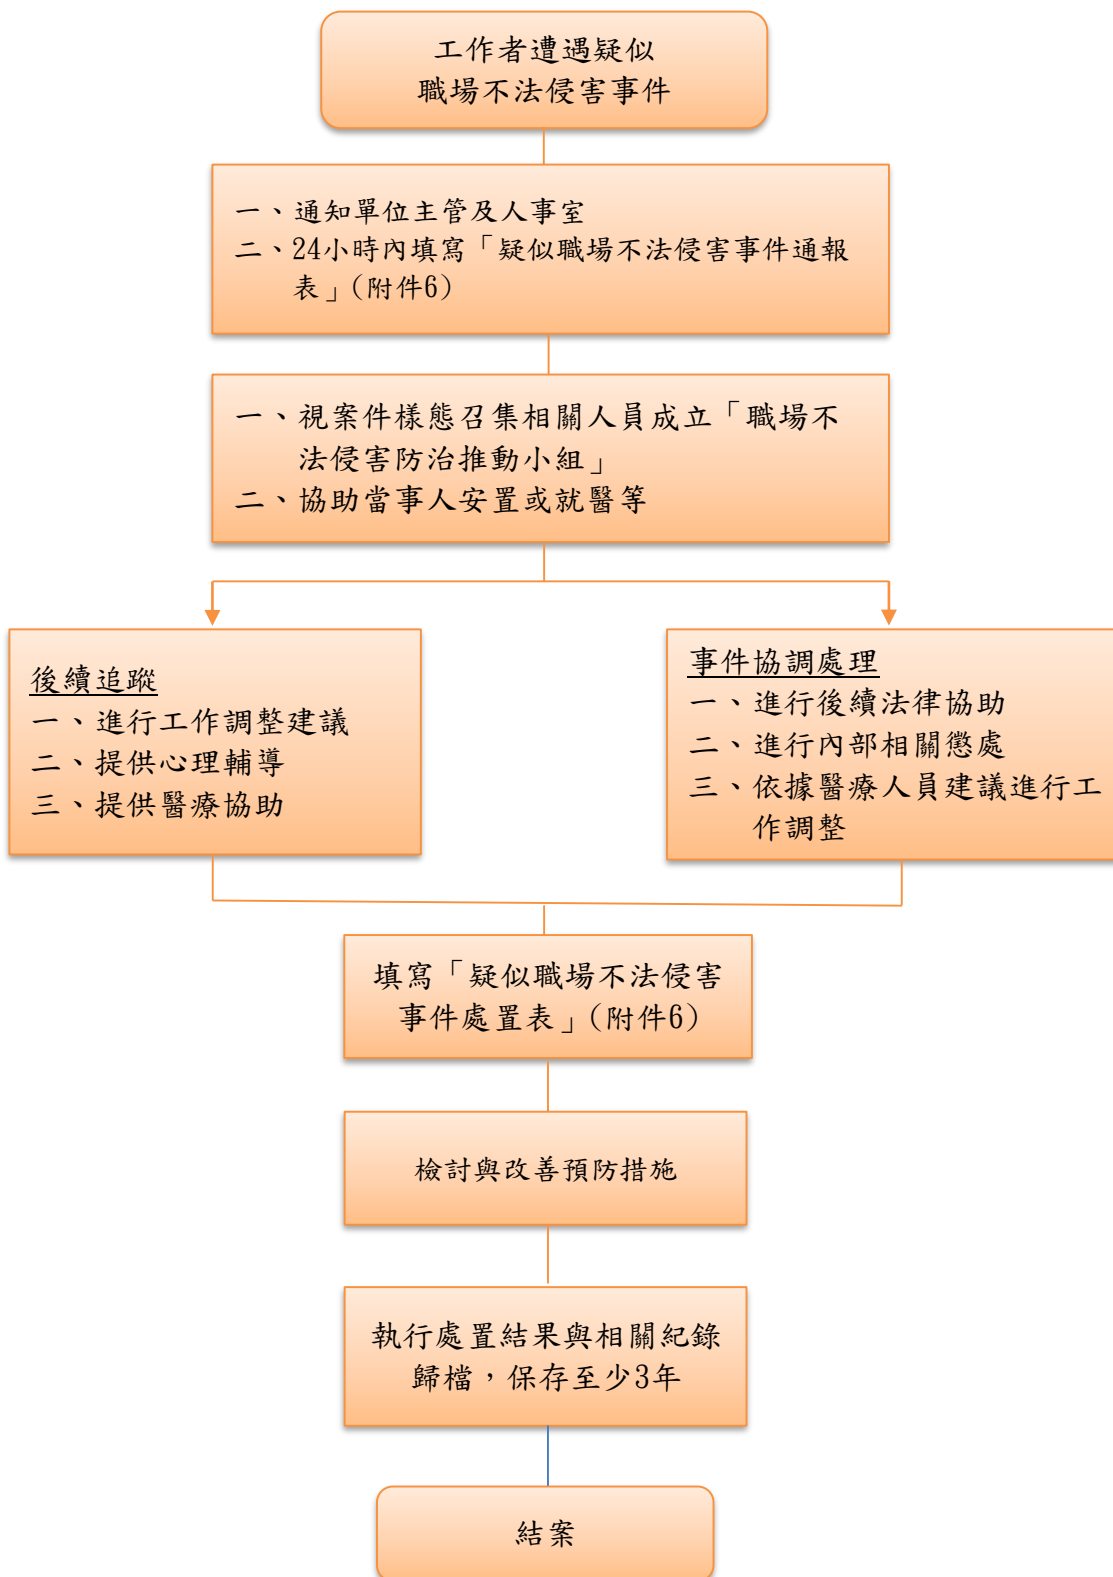 工作者遭遇疑似
職場不法侵害事件
一、通知單位主管及人事室
二、24小時內填寫「疑似職場不法侵害事件通報
表」(附件6)
一、視案件樣態召集相關人員成立「職場不
法侵害防治推動小組」
二、協助當事人安置或就醫等
後續追蹤
一、進行工作調整建議
二、提供心理輔導
三、提供醫療協助
事件協調處理
一、進行後續法律協助
二、進行內部相關懲處
三、依據醫療人員建議進行工
作調整
填寫「疑似職場不法侵害
事件處置表」(附件6)
檢討與改善預防措施
執行處置結果與相關紀錄
歸檔，保存至少3年
結案